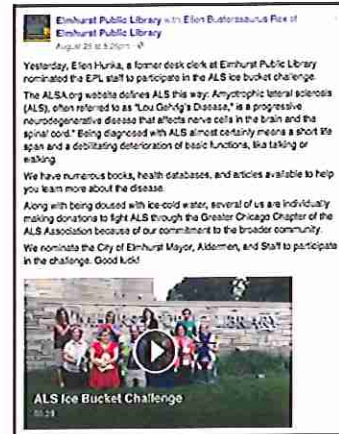 Elmhurst Public Library with Ellen Bustersaurus Rex at
Elmhurst Public Library
August 25 at
Yesterday, Ellen Hunka, a former desk clerk at Elmhurst Public Library
nominated the EPL staff to participate in the ALS ice bucket challenge.
The ALSA.org website defines ALS this way: Amyotrophic lateral sclerosis
(ALS), often referred to as "Lou Gehrig's Disease," is a progressive
neurodegenerative disease that affects nerve cells in the brain and the
spinal cord." Being diagnosed with ALS almost certainly means a short life
span and a debilitating deterioration of basic functions, like talking or
walking.
We have numerous books, health databases, and articles available to help
you learn more about the disease.
Along with being doused with ice-cold water, several of us are individually
making donations to fight ALS through the Greater Chicago Chapter of the
ALS Association because of our commitment to the broader community.
We nominate the City of Elmhurst Mayor, Aldermen, and Staff to participate
in the challenge. Good luck!
ALS Ice Bucket Challenge